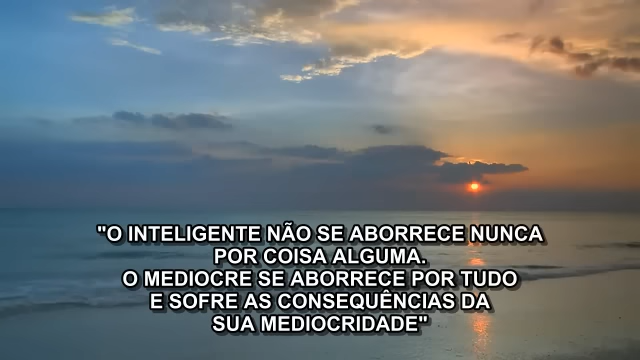 "O INTELIGENTE NÃO SE ABORRECE NUNCA
POR COISA ALGUMA.
O MEDIOCRE SE ABORRECE POR TUDO
E SOFRE AS CONSEQUÊNCIAS DA
SUA MEDIOCRIDADE"